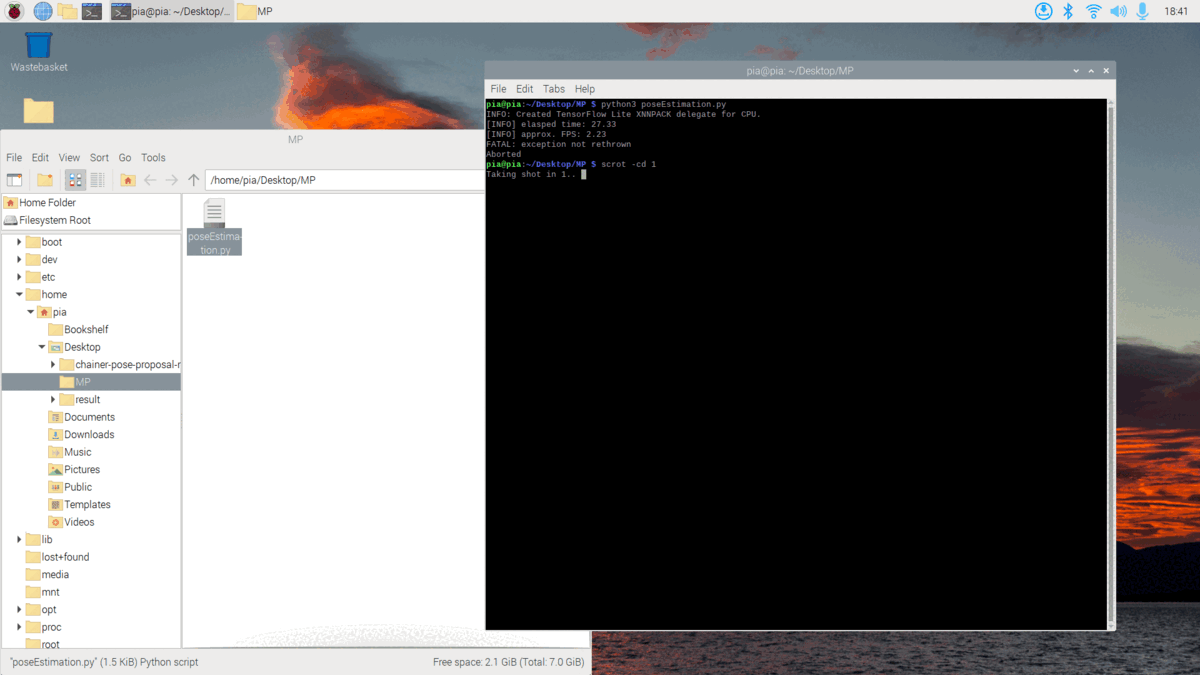 pia@pia: ~/Desktop/...
MP
18:41
Wastebasket
MP
File Edit View Sort Go Tools
/home/pia/Desktop/MP
Home Folder
Filesystem Root
boot
dev
etc
home
pia
Bookshelf
Desktop
chainer-pose-proposal-r
MP
result
Documents
Downloads
Music
Pictures
Public
Templates
Videos
lib
lost+found
media
mnt
opt
proc
root
poseEstima-
tion.py
"poseEstimation.py" (1.5 KiB) Python script
Free space: 2.1 GiB (Total: 7.0 GiB)
pia@pia: ~/Desktop/MP
File Edit Tabs Help
pia@pia:~/Desktop/MP $ python3 poseEstimation.py
INFO: Created TensorFlow Lite XNNPACK delegate for CPU.
[INFO] elasped time: 27.33
[INFO] approx. FPS: 2.23
FATAL: exception not rethrown
Aborted
pia@pia:~/Desktop/MP $ scrot -cd 1
Taking shot in 1..